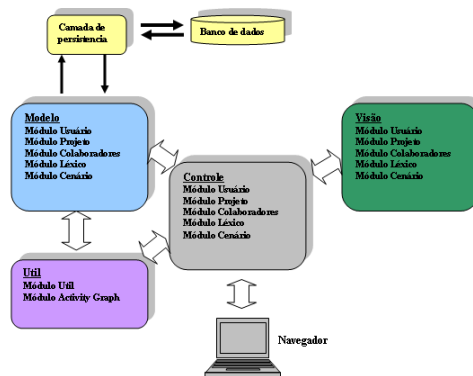 Camada de
persistencia
Banco de dados
Modelo
Módulo Usuário
Módulo Projeto
Módulo Colaboradores
Módulo Léxico
Módulo Cenário
Visão
Módulo Usuário
Módulo Projeto
Módulo Colaboradores
Módulo Léxico
Módulo Cenário
Controle
Módulo Usuário
Módulo Projeto
Módulo Colaboradores
Módulo Léxico
Módulo Cenário
Util
Módulo Util
Módulo Activity Graph
Navegador